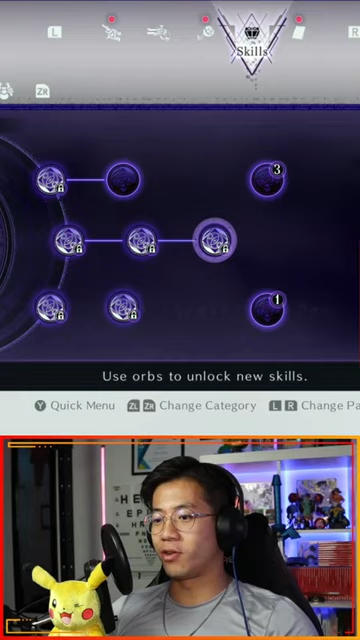 L
Skills
R
ZR
3
1
Use orbs to unlock new skills.
Y Quick Menu ZL ZR Change Category L R Change Pa
K
H E
E P
H